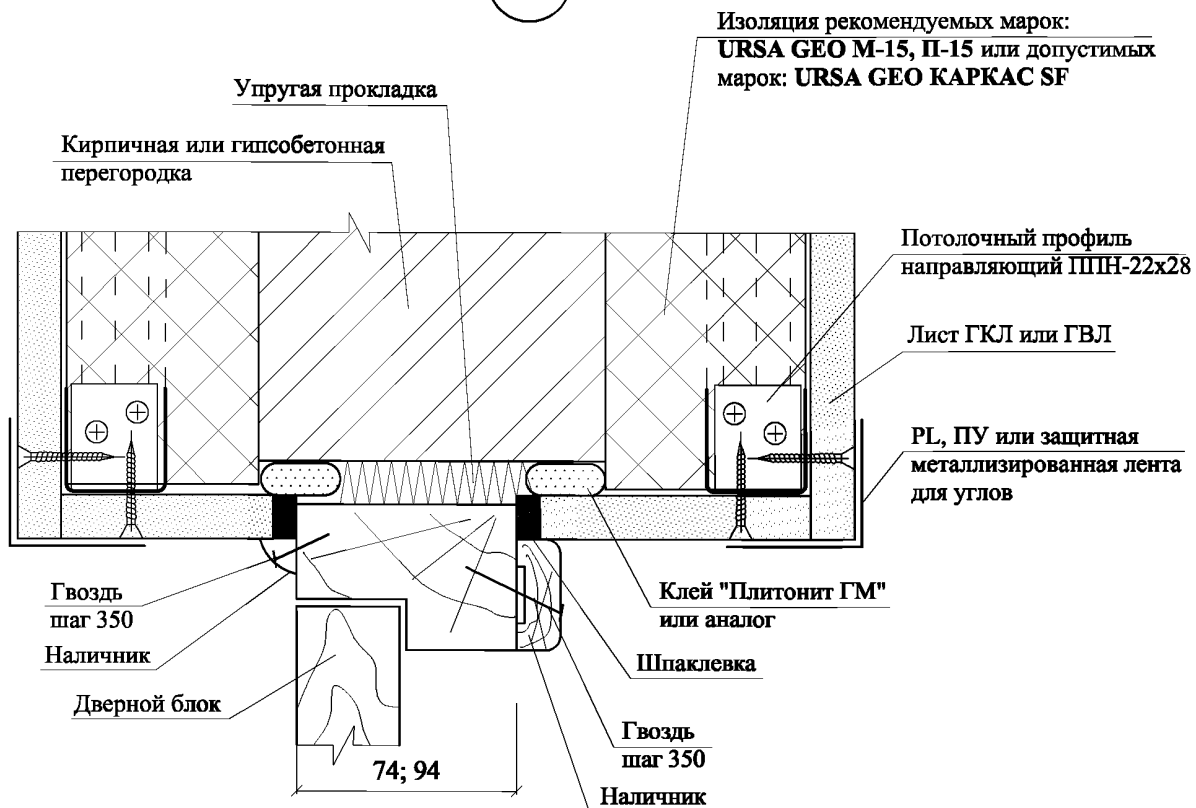 Изоляция рекомендуемых марок:
URSA GEO М-15, П-15 или допустимых
марок: URSA GEO КАРКАС SF
Упругая прокладка
Кирпичная или гипсобетонная
перегородка
Потолочный профиль
направляющий ППН-22х28
Лист ГКЛ или ГВЛ
PL, ПУ или защитная
металлизированная лента
для углов
Гвоздь
шаг 350
Наличник
Дверной блок
Клей "Плитонит ГМ"
или аналог
Шпаклевка
Гвоздь
шаг 350
74; 94
Наличник